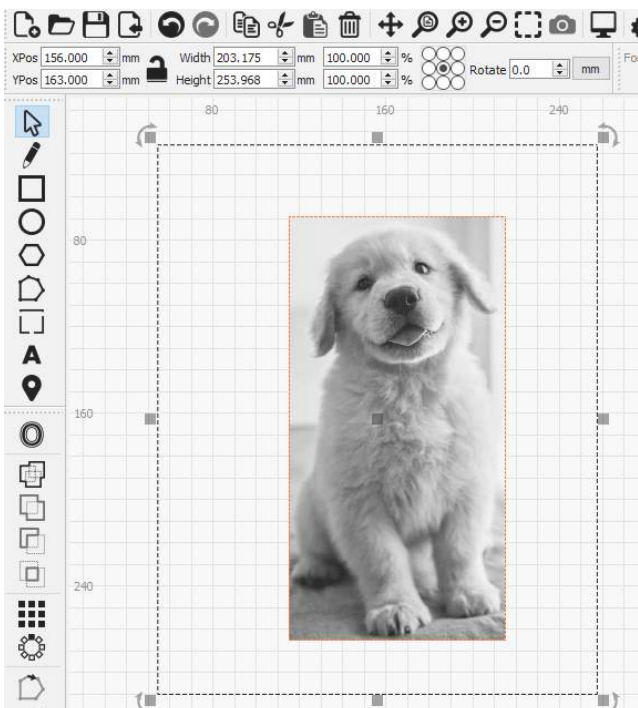 XPos 156.000 mm Width 203.175 mm 100.000 % Rotate 0.0 mm Fo
YPos 163.000 mm Height 253.968 mm 100.000 %
80 160 240
80
160
240
A